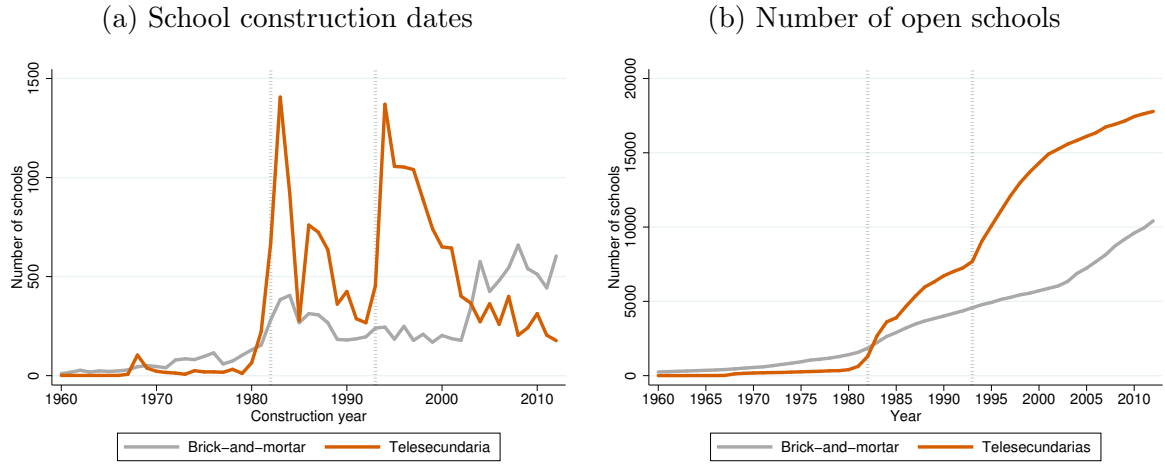 (a) School construction dates
Number of schools
1500
1000
500
0
1960 1970 1980 1990 2000 2010
Construction year
Brick−and−mortar Telesecundaria
(b) Number of open schools
Number of schools
20000
15000
10000
5000
0
1960 1965 1970 1975 1980 1985 1990 1995 2000 2005 2010
Year
Brick−and−mortar Telesecundarias